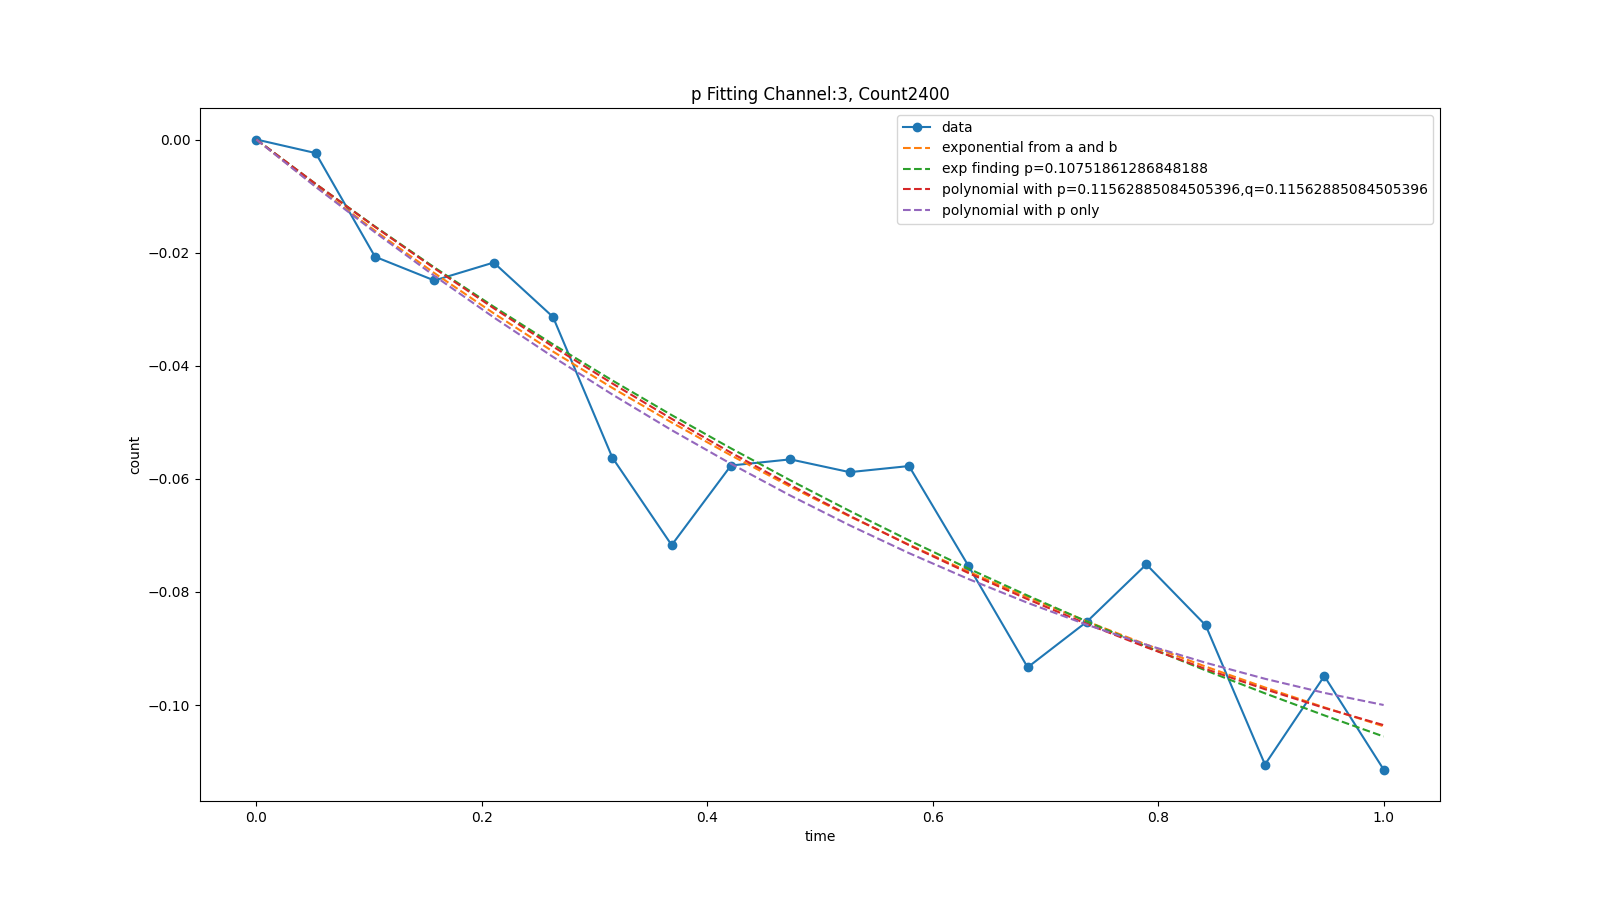 p Fitting Channel:3, Count2400
data
exponential from a and b
exp finding p=0.10751861286848188
polynomial with p=0.11562885084505396,q=0.11562885084505396
polynomial with p only
0.00
−0.02
−0.04
−0.06
−0.08
−0.10
count
0.0 0.2 0.4 0.6 0.8 1.0
time